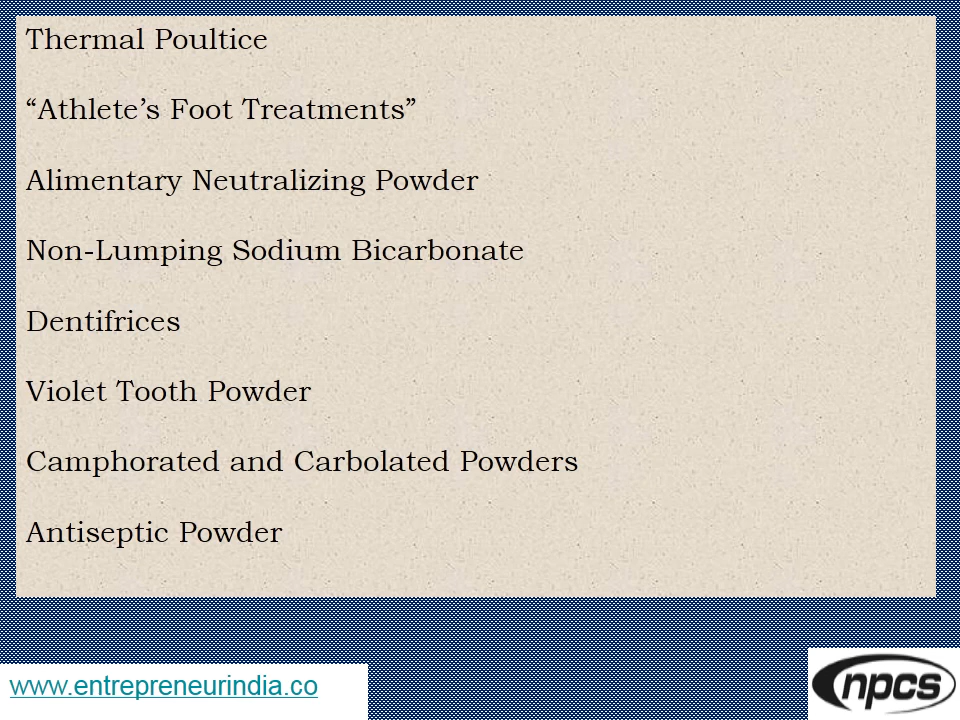 Thermal Poultice
“Athlete’s Foot Treatments”
Alimentary Neutralizing Powder
Non-Lumping Sodium Bicarbonate
Dentifrices
Violet Tooth Powder
Camphorated and Carbolated Powders
Antiseptic Powder
www.entrepreneurindia.co
npcs